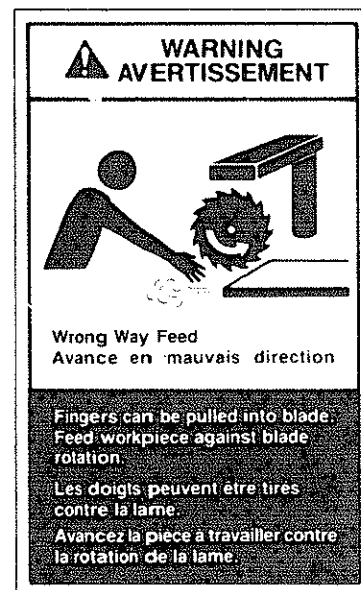 WARNING
AVERTISSEMENT
Wrong Way Feed
Avance en mauvais direction
Fingers can be pulled into blade.
Feed workpiece against blade
rotation.
Les doigts peuvent être tires
contre la lame.
Avancez la pièce à travailler contre
la rotation de la lame.